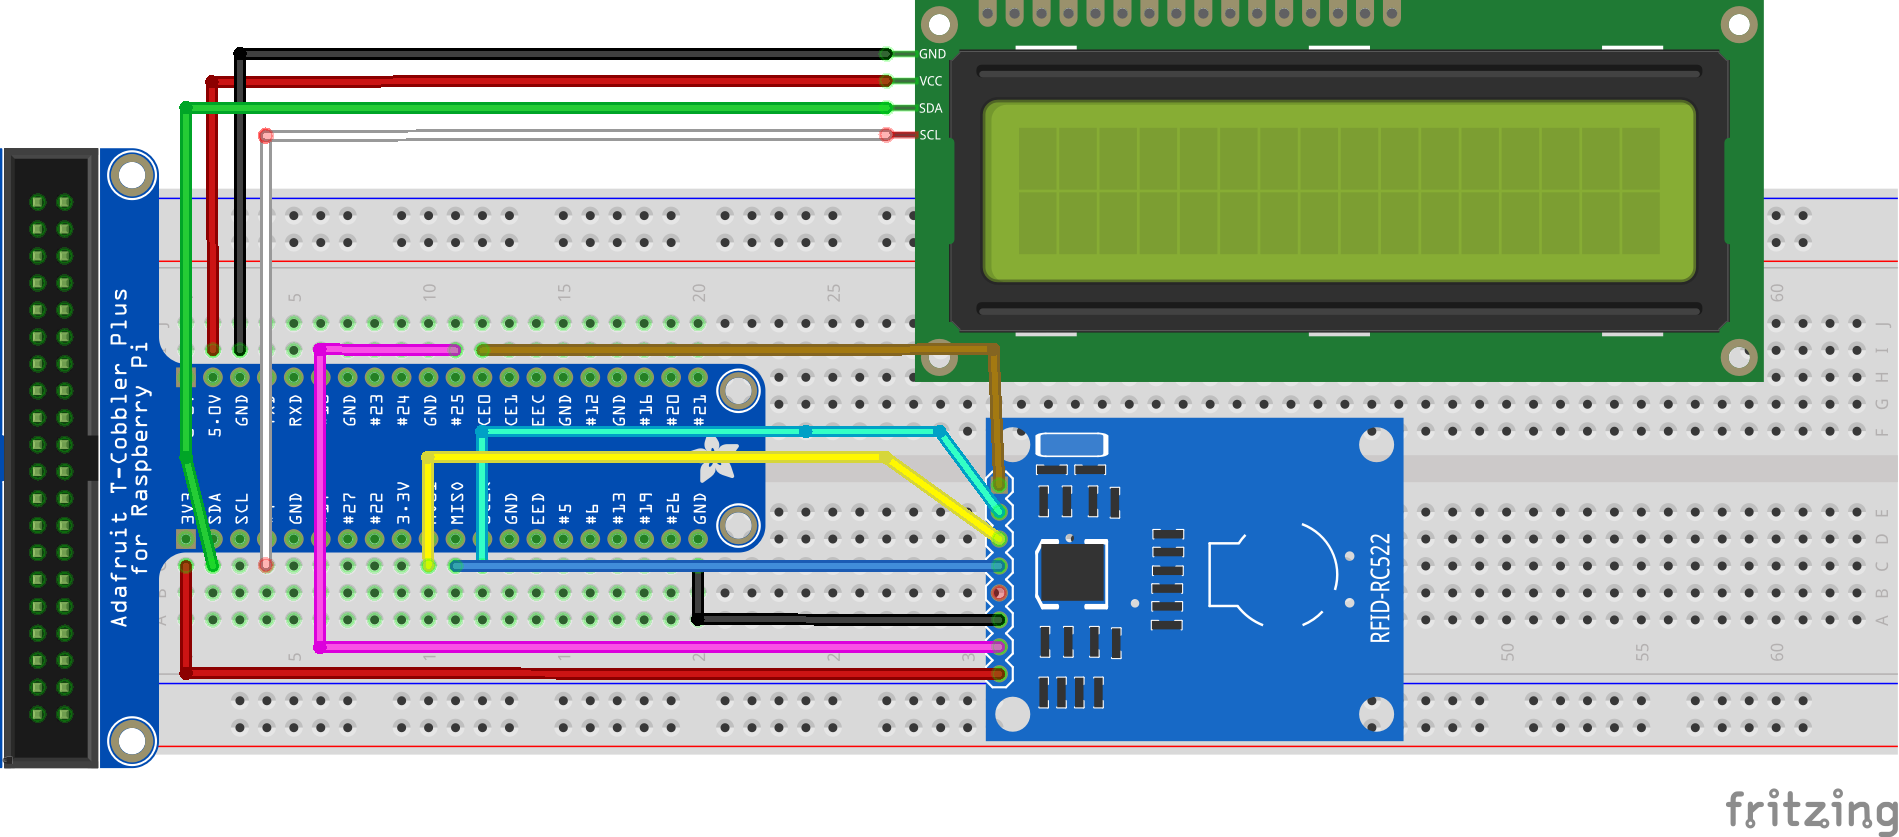 GND
VCC
SDA
SCL
5
10
15
20
25
60
J
I
H
G
F
5.0V
GND
RXD
GND
#23
#24
GND
#25
CE0
CE1
EEC
GND
#12
GND
#16
#20
#21
Adafruit T-Cobbler Plus
for Raspberry Pi
3V3
SDA
SCL
GND
#27
#22
3.3V
MISO
GND
EED
#5
#6
#13
#19
#26
GND
E
D
C
B
A
B
A
RFID-RC522
5
50
55
60
fritzing